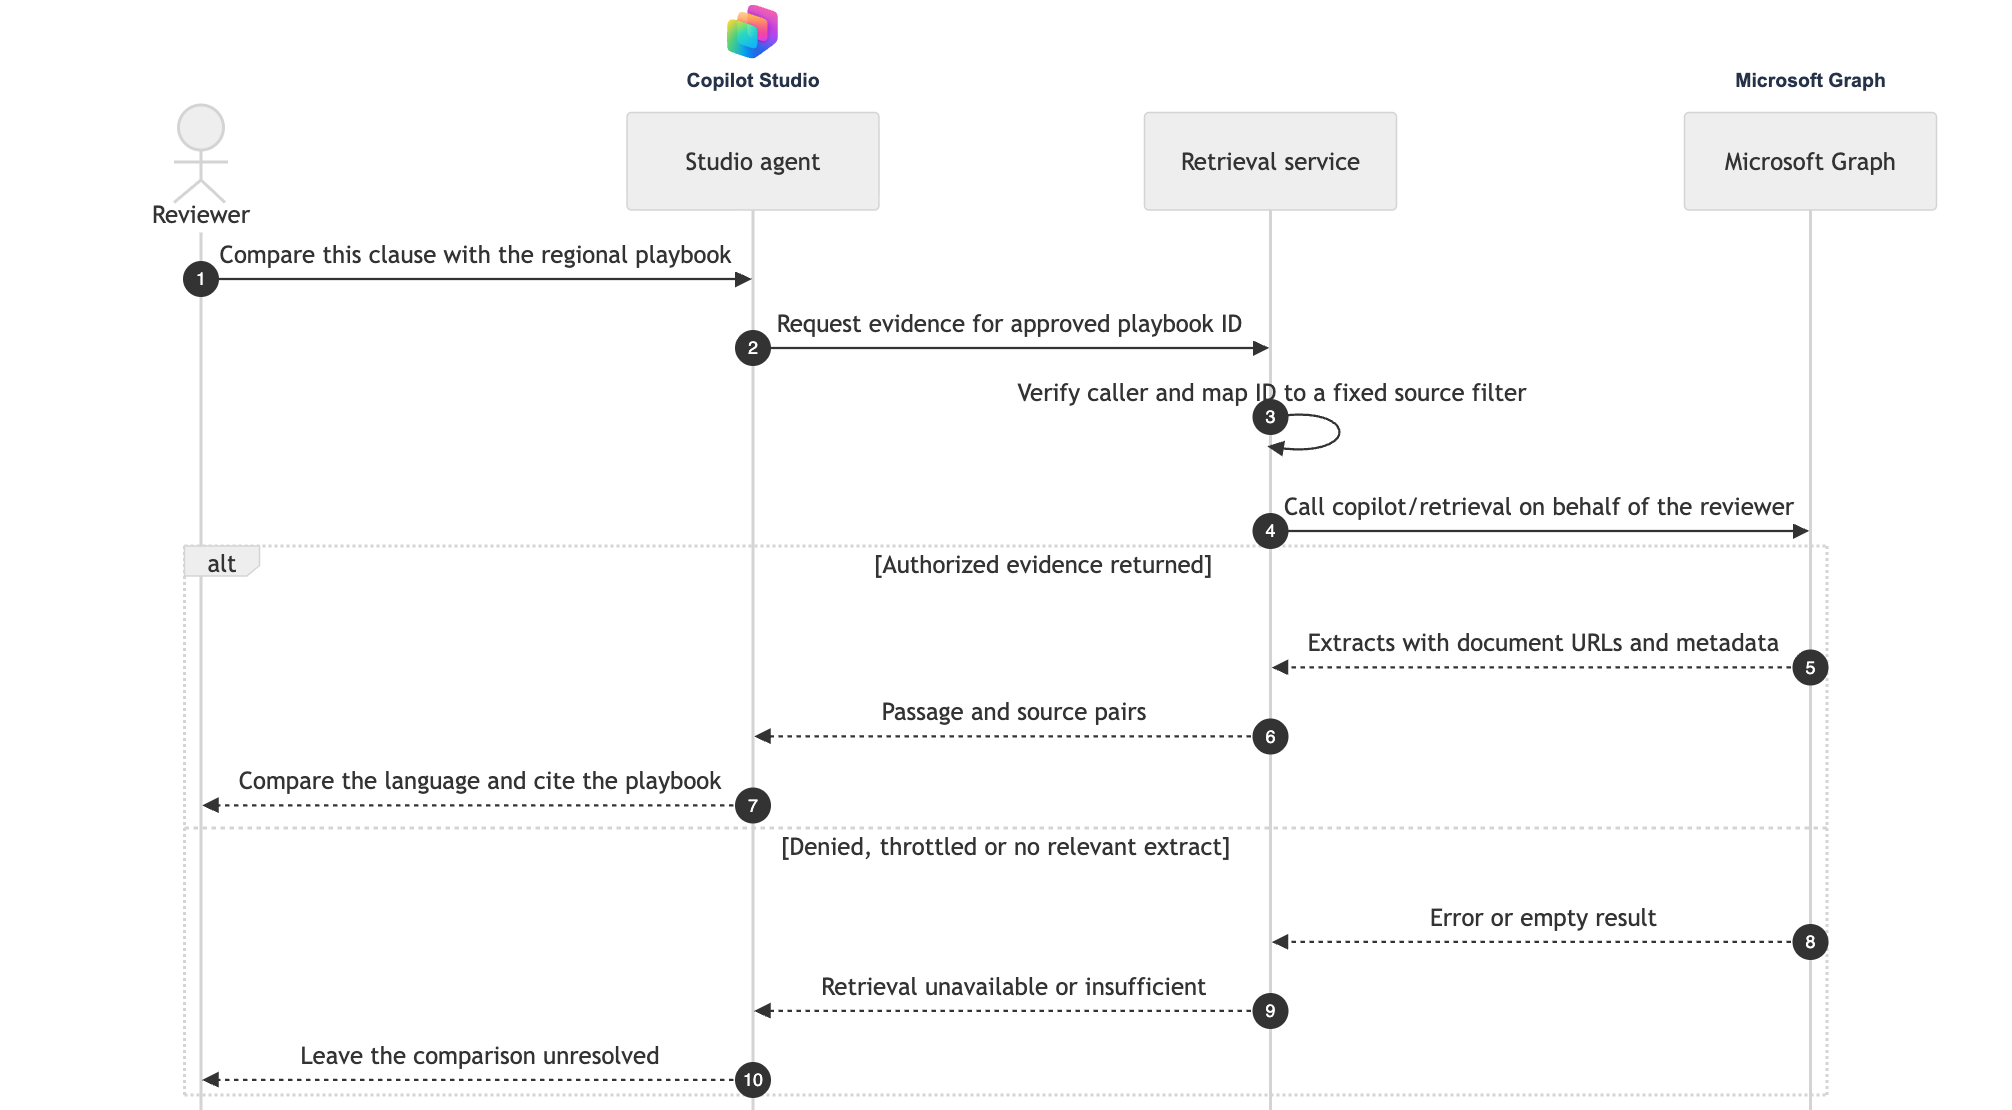 Copilot Studio
Microsoft Graph
Studio agent
Retrieval service
Microsoft Graph
Reviewer
Compare this clause with the regional playbook
1
Request evidence for approved playbook ID
2
Verify caller and map ID to a fixed source filter
3
Call copilot/retrieval on behalf of the reviewer
4
alt
[Authorized evidence returned]
Extracts with document URLs and metadata
5
Passage and source pairs
6
Compare the language and cite the playbook
7
[Denied, throttled or no relevant extract]
Error or empty result
8
Retrieval unavailable or insufficient
9
Leave the comparison unresolved
10